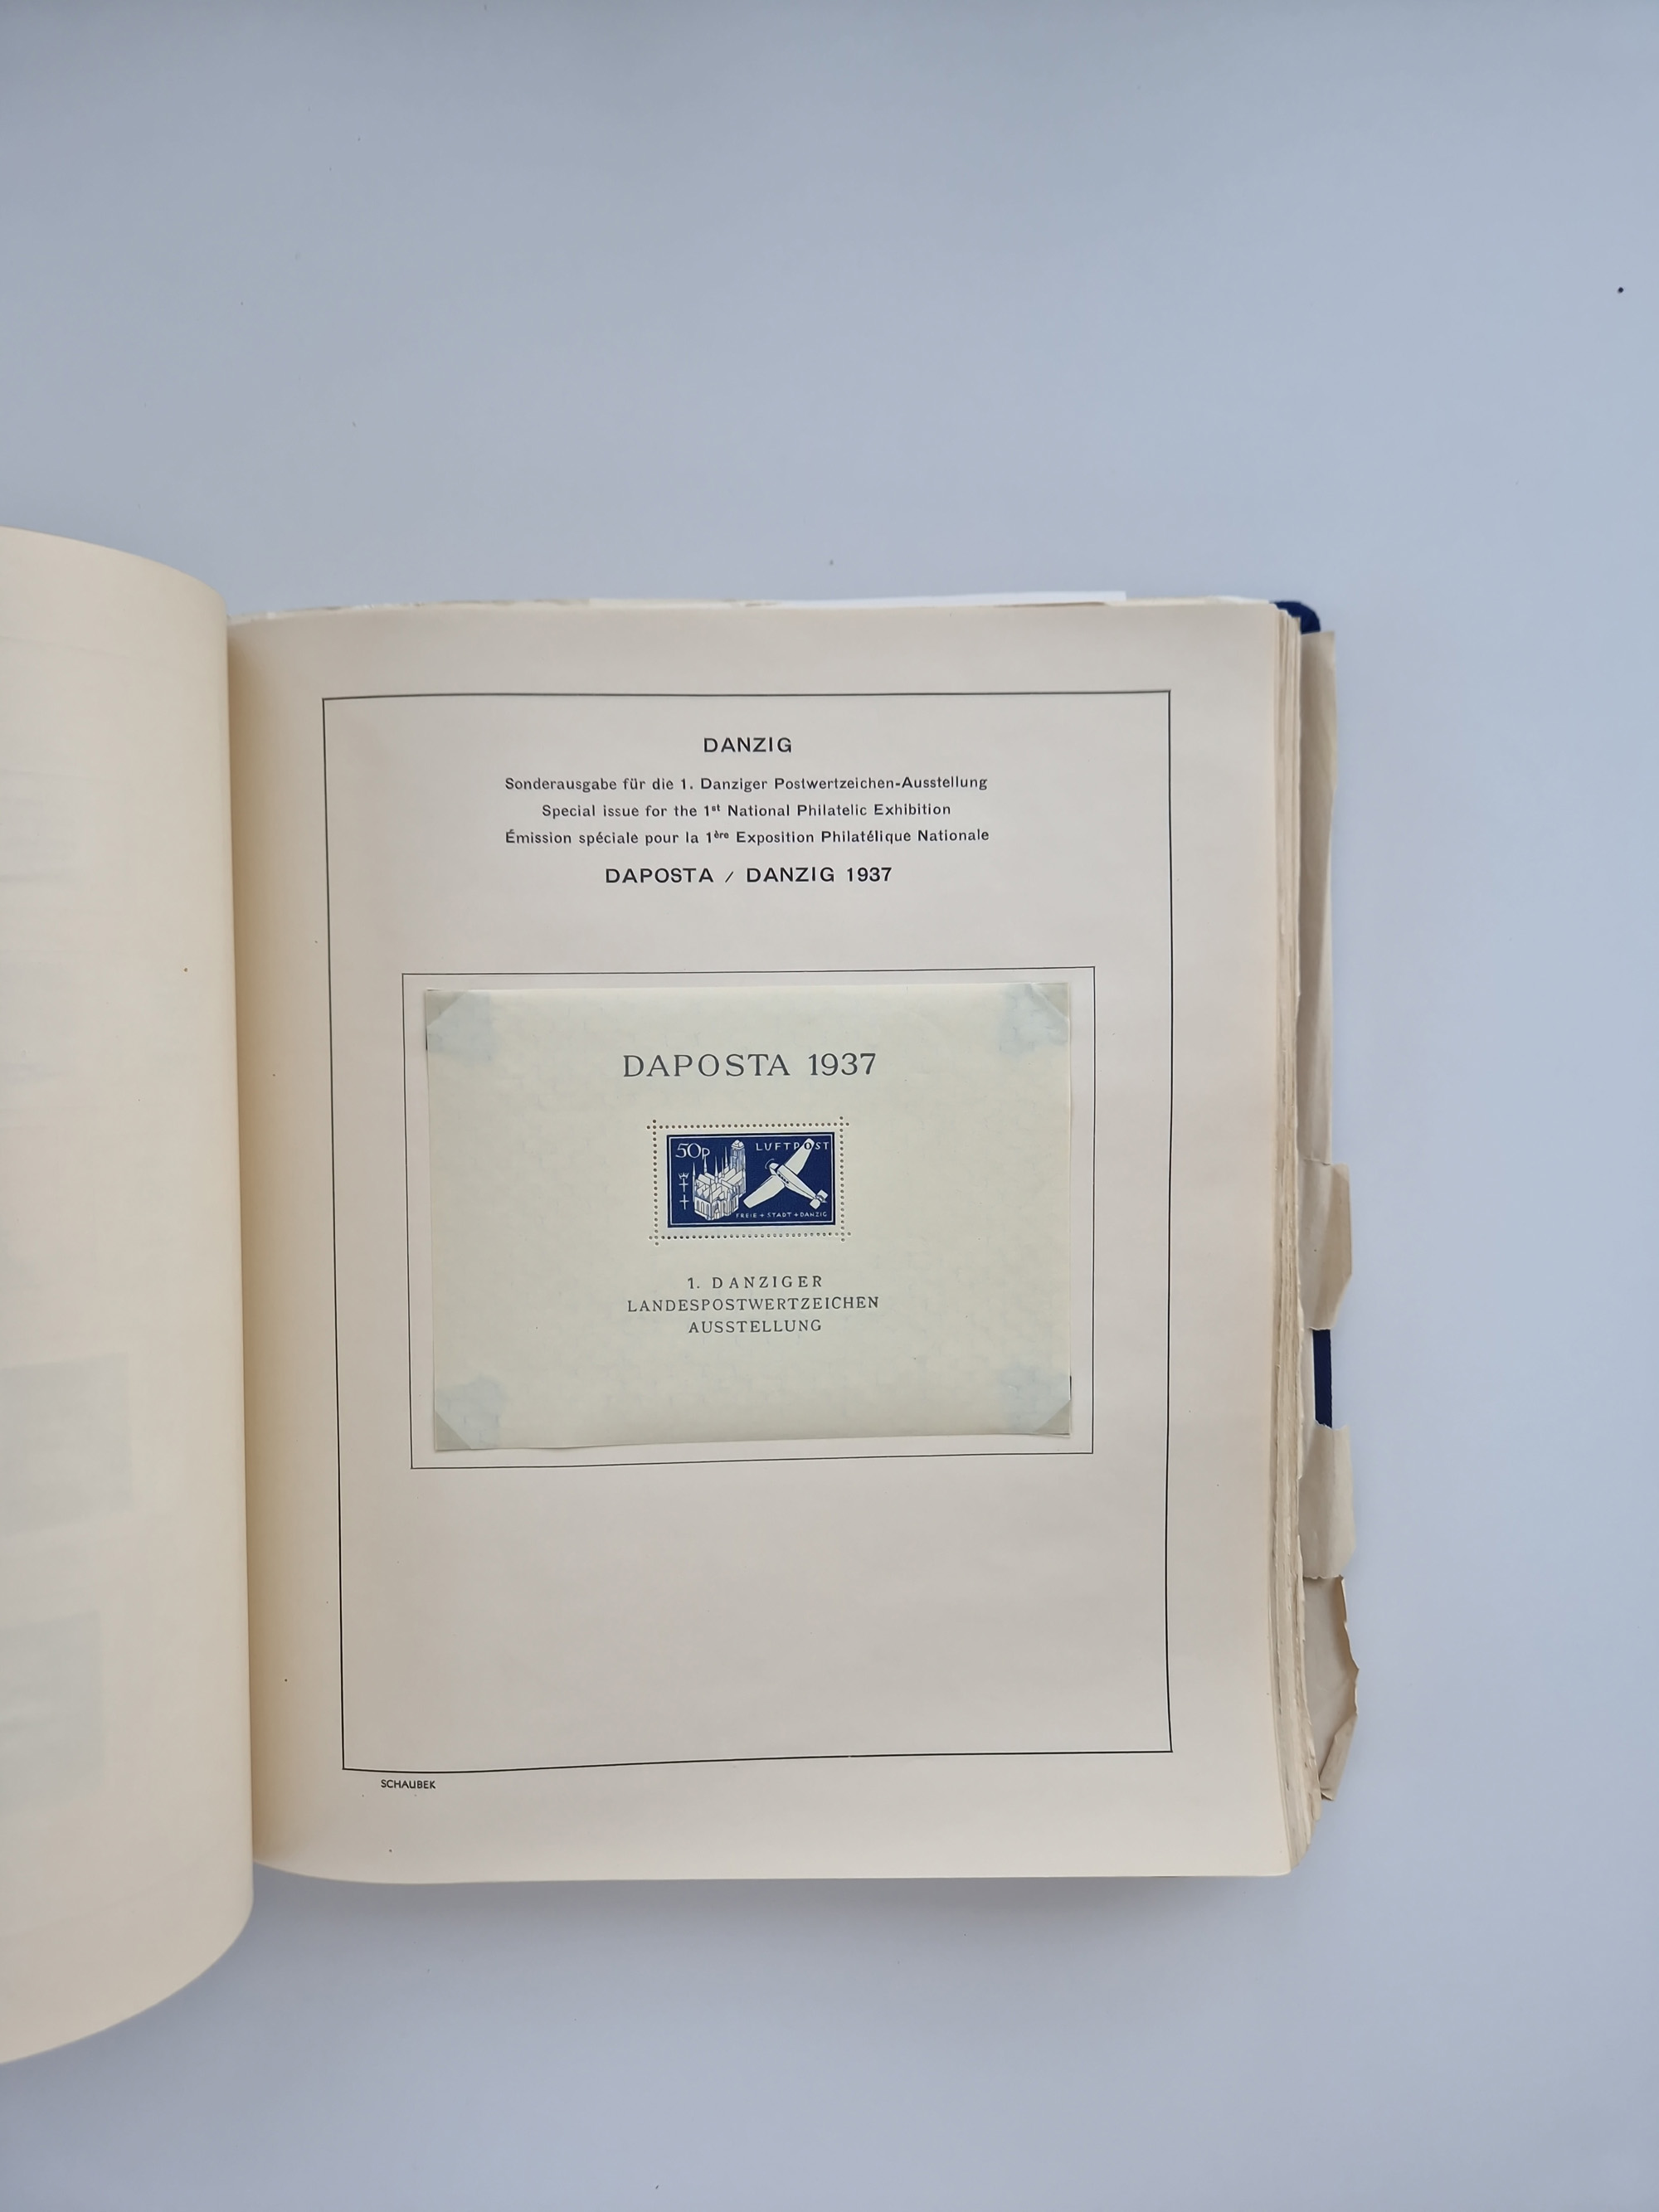 DANZIG
Sonderausgabe für die 1. Danziger Postwertzeichen-Ausstellung
Special issue for the 1st National Philatelic Exhibition
Émission spéciale pour la 1ère Exposition Philatélique Nationale
DAPOSTA / DANZIG 1937
DAPOSTA 1937
50p LUFTPOST
FREIE + STADT + DANZIG
1. DANZIGER
LANDESPOSTWERTZEICHEN
AUSSTELLUNG
SCHAUBEK